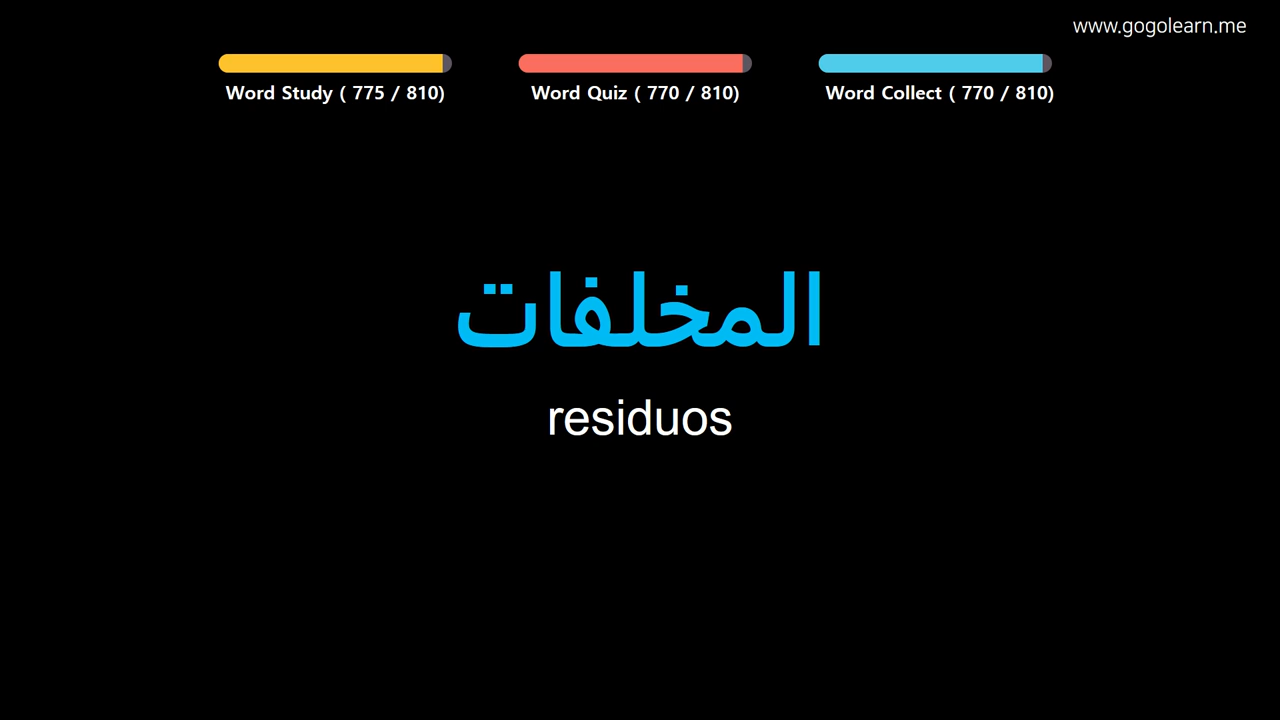 www.gogolearn.me
Word Study ( 775 / 810)
Word Quiz ( 770 / 810)
Word Collect ( 770 / 810)
المخلفات
residuos